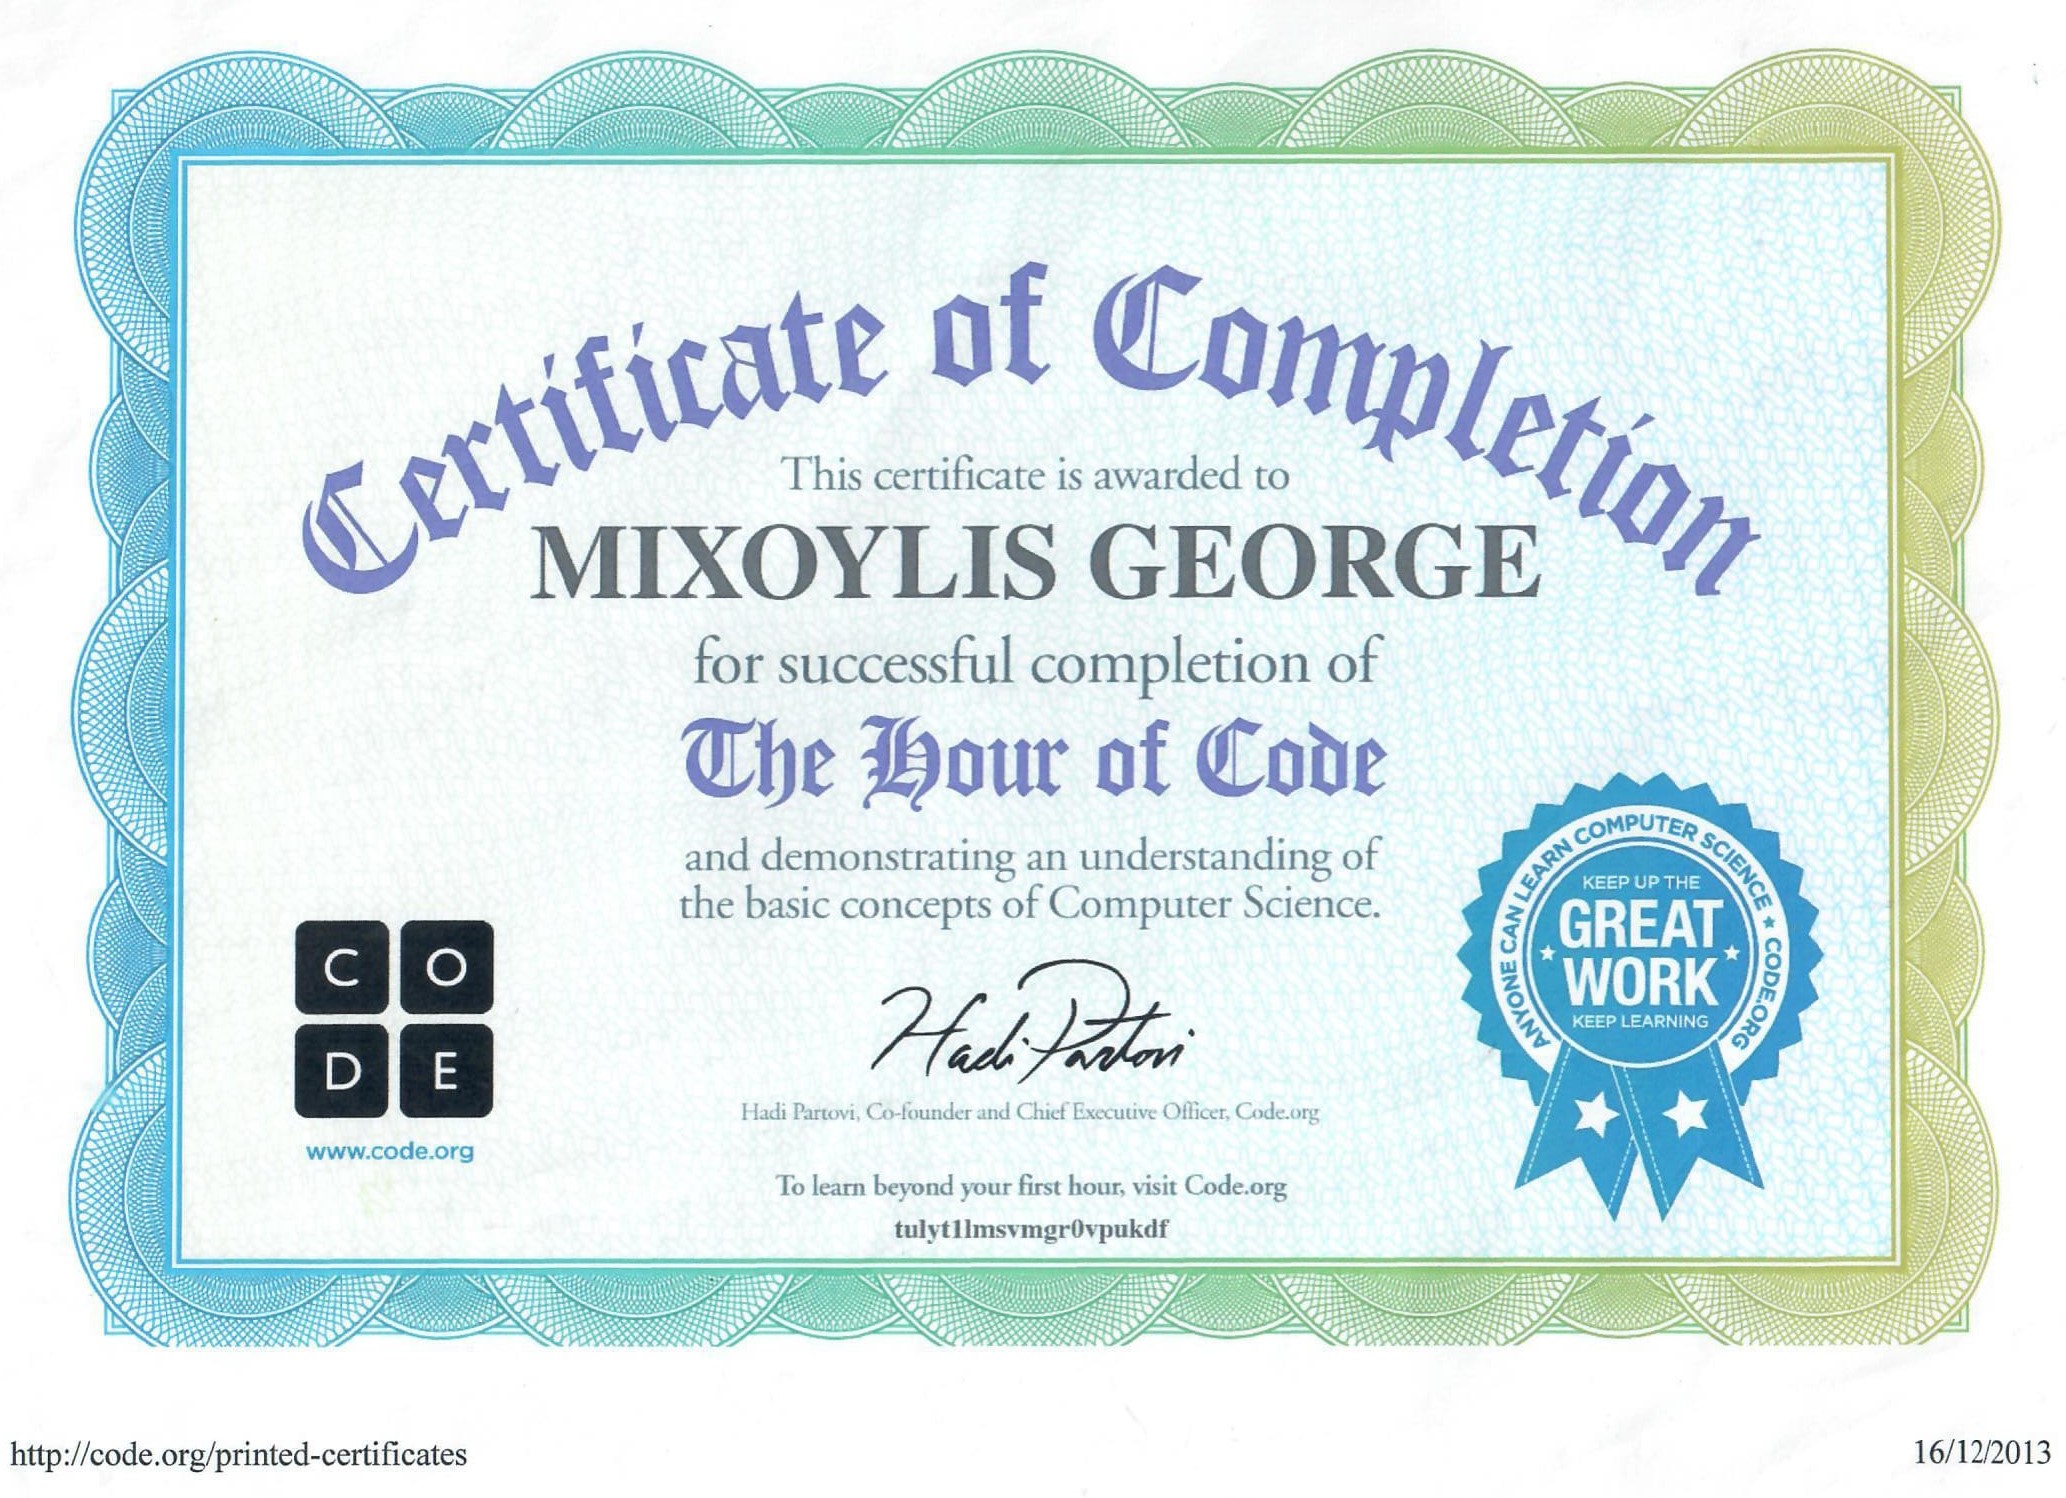 Certificate of Completion
This certificate is awarded to
MIXOYLIS GEORGE
for successful completion of
The Hour of Code
and demonstrating an understanding of
the basic concepts of Computer Science.
C O
D E
www.code.org
Hadi Partovi
Hadi Partovi, Co-founder and Chief Executive Officer, Code.org
To learn beyond your first hour, visit Code.org
tulyt1lmsvmgr0vpukdf
ANYONE CAN LEARN COMPUTER SCIENCE ★ CODE.ORG
KEEP UP THE
GREAT
WORK
KEEP LEARNING
http://code.org/printed-certificates
16/12/2013